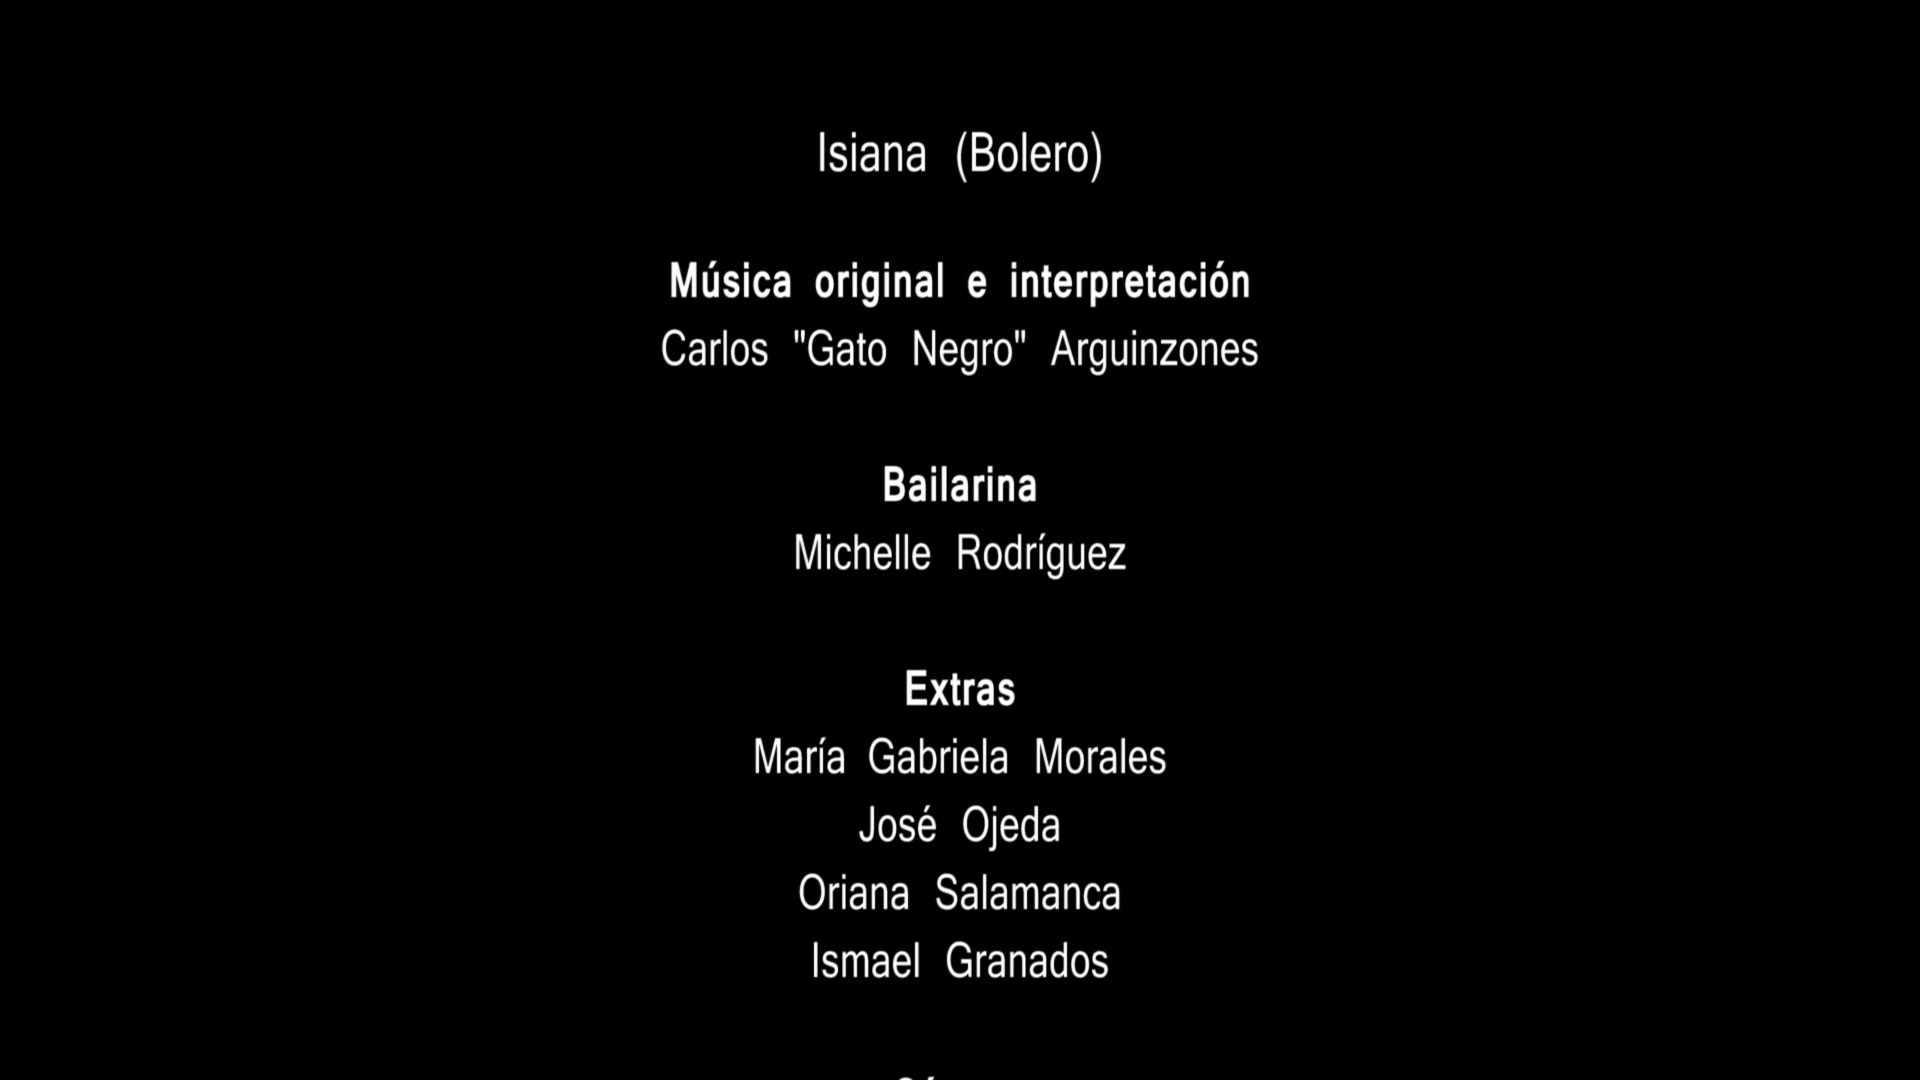 Isiana (Bolero)
Música original e interpretación
Carlos "Gato Negro" Arguinzones
Bailarina
Michelle Rodríguez
Extras
María Gabriela Morales
José Ojeda
Oriana Salamanca
Ismael Granados